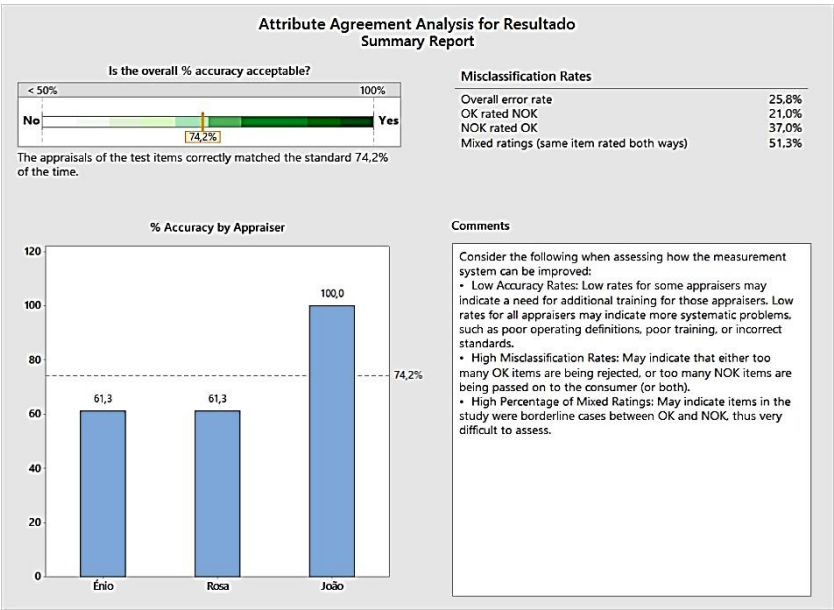 Attribute Agreement Analysis for Resultado
Summary Report
Is the overall % accuracy acceptable?
< 50% 100%
No Yes
74,2%
The appraisals of the test items correctly matched the standard 74,2%
of the time.
Misclassification Rates
Overall error rate 25,8%
OK rated NOK 21,0%
NOK rated OK 37,0%
Mixed ratings (same item rated both ways) 51,3%
% Accuracy by Appraiser
120
100
80
60
40
20
0
61,3
61,3
100,0
74,2%
Énio Rosa João
Comments
Consider the following when assessing how the measurement
system can be improved:
• Low Accuracy Rates: Low rates for some appraisers may
indicate a need for additional training for those appraisers. Low
rates for all appraisers may indicate more systematic problems,
such as poor operating definitions, poor training, or incorrect
standards.
• High Misclassification Rates: May indicate that either too
many OK items are being rejected, or too many NOK items are
being passed on to the consumer (or both).
• High Percentage of Mixed Ratings: May indicate items in the
study were borderline cases between OK and NOK, thus very
difficult to assess.